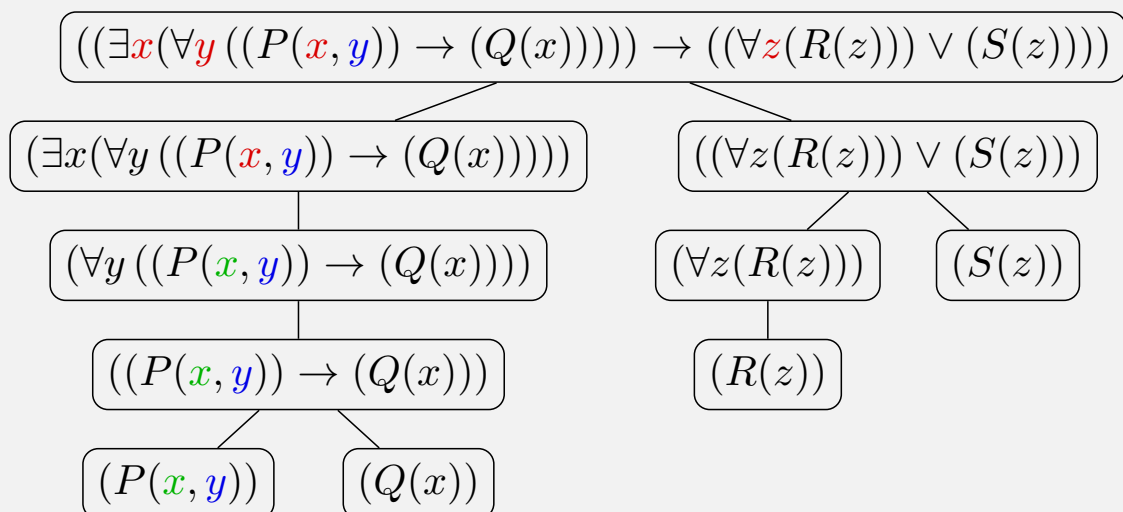 ((∃x(∀y ((P(x, y)) → (Q(x))))) → ((∀z(R(z))) ∨ (S(z))))
(∃x(∀y ((P(x, y)) → (Q(x)))))
((∀z(R(z))) ∨ (S(z)))
(∀y ((P(x, y)) → (Q(x))))
(∀z(R(z)))
(S(z))
((P(x, y)) → (Q(x)))
(R(z))
(P(x, y))
(Q(x))